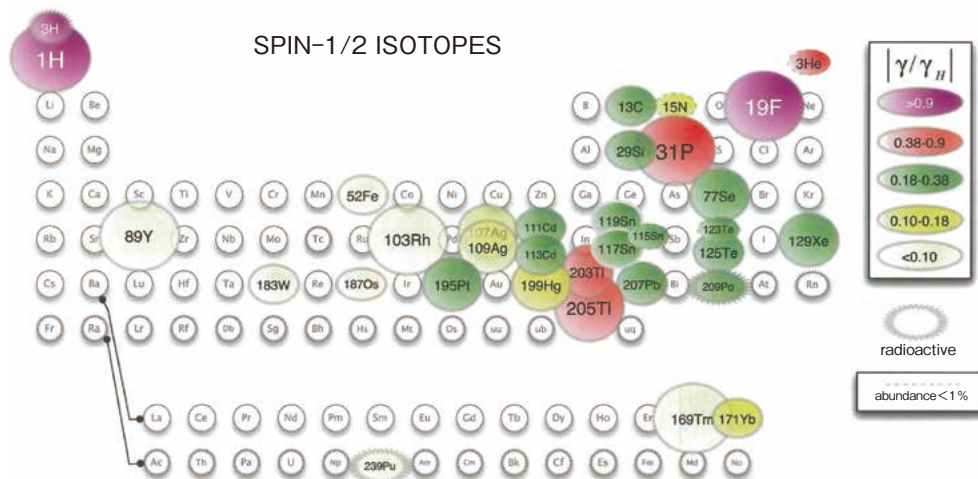 3H
SPIN-1/2 ISOTOPES
1H
3He
|γ/γH|
Li Be B 13C 15N O 19F Ne
>0.9
Na Mg Al 29Si 31P S Cl Ar
0.38-0.9
0.18-0.38
K Ca Sc Ti V Cr Mn 52Fe Co Ni Cu Zn Ga Ge As 77Se Br Kr
0.10-0.18
Rb Sr 89Y Zr Nb Mo Tc Ru 103Rh Pd 107Ag 109Ag 111Cd 113Cd In 119Sn 115Sn 117Sn Sb 123Te 125Te I 129Xe
<0.10
Cs Ba Lu Hf Ta 183W Re 187Os Ir 195Pt Au 199Hg 203Tl 205Tl 207Pb Bi 209Po At Rn
Fr Ra Lr Rf Db Sg Bh Hs Mt Ds uu ub uq
radioactive
abundance<1%
La Ce Pr Nd Pm Sm Eu Gd Tb Dy Ho Er 169Tm 171Yb
Ac Th Pa U Np 239Pu Am Cm Bk Cf Es Fm Md No